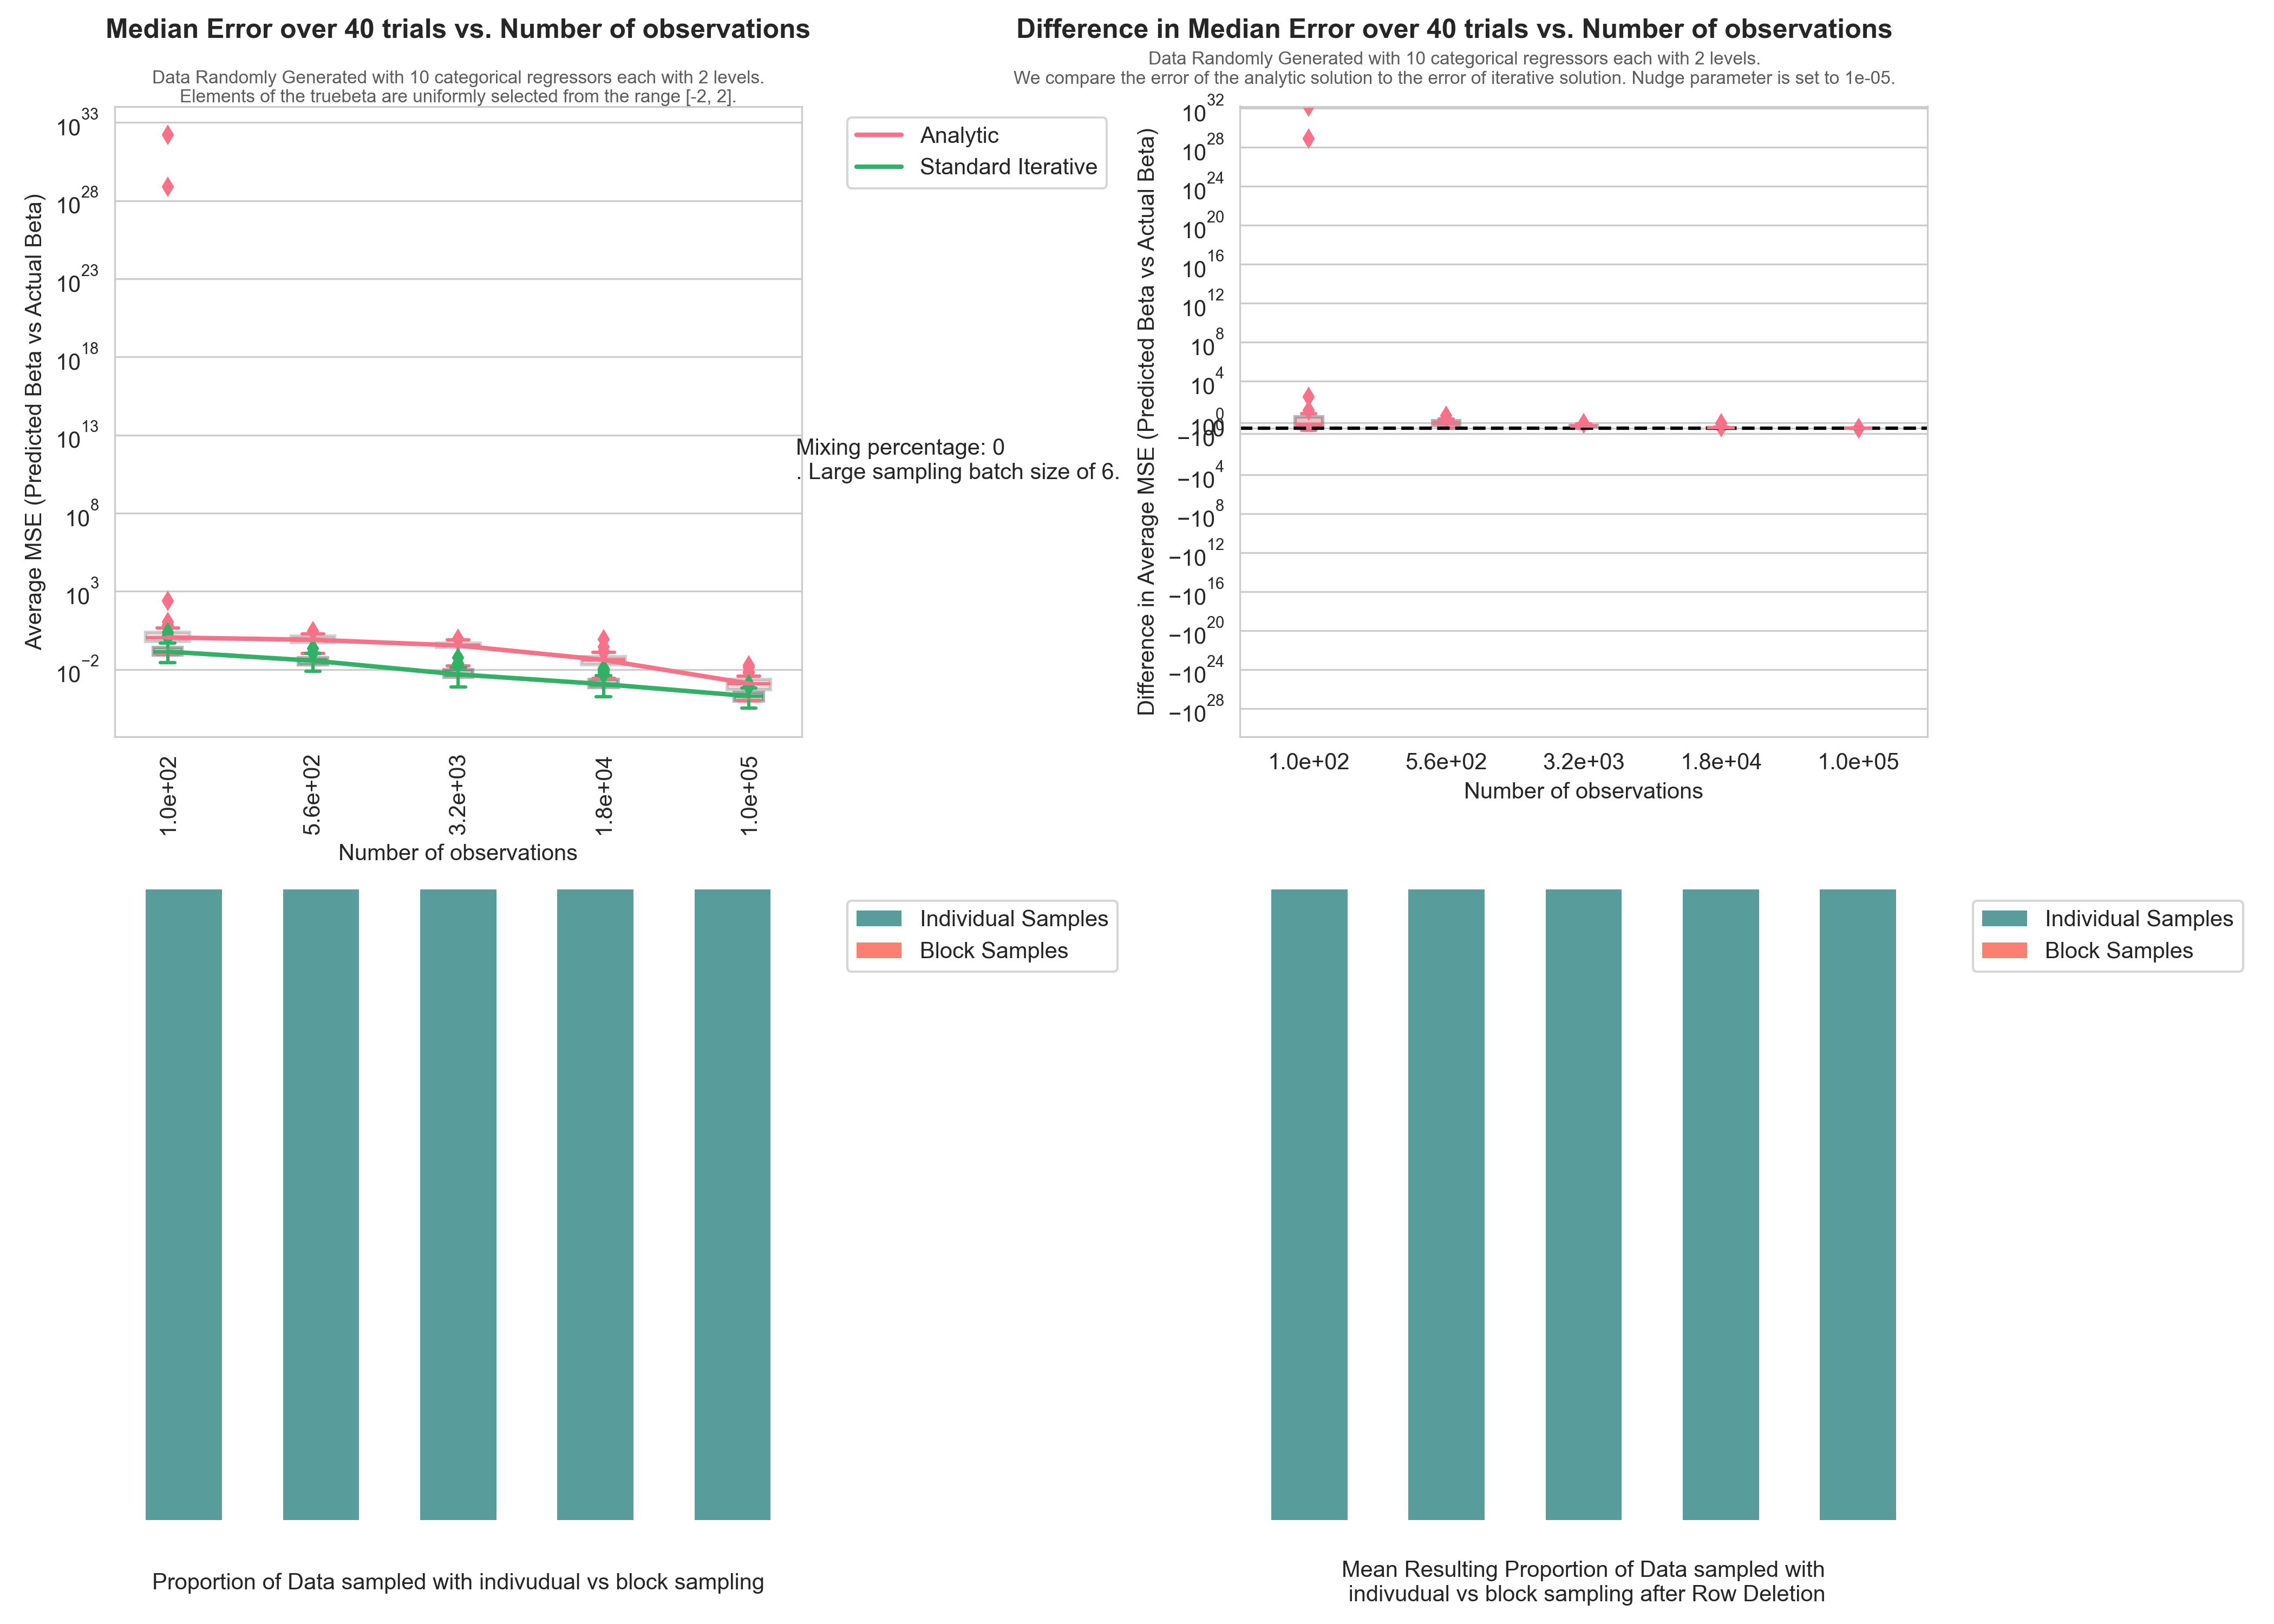 Median Error over 40 trials vs. Number of observations
Data Randomly Generated with 10 categorical regressors each with 2 levels.
Elements of the truebeta are uniformly selected from the range [-2, 2].
Average MSE (Predicted Beta vs Actual Beta)
10^33
10^28
10^23
10^18
10^13
10^8
10^3
10^−2
1.0e+02
5.6e+02
3.2e+03
1.8e+04
1.0e+05
Number of observations
Analytic
Standard Iterative
Mixing percentage: 0
. Large sampling batch size of 6.
Difference in Median Error over 40 trials vs. Number of observations
Data Randomly Generated with 10 categorical regressors each with 2 levels.
We compare the error of the analytic solution to the error of iterative solution. Nudge parameter is set to 1e-05.
Difference in Average MSE (Predicted Beta vs Actual Beta)
10^32
10^28
10^24
10^20
10^16
10^12
10^8
10^4
10^0
0
−10^0
−10^4
−10^8
−10^12
−10^16
−10^20
−10^24
−10^28
1.0e+02
5.6e+02
3.2e+03
1.8e+04
1.0e+05
Number of observations
Individual Samples
Block Samples
Proportion of Data sampled with indivudual vs block sampling
Individual Samples
Block Samples
Mean Resulting Proportion of Data sampled with
indivudual vs block sampling after Row Deletion